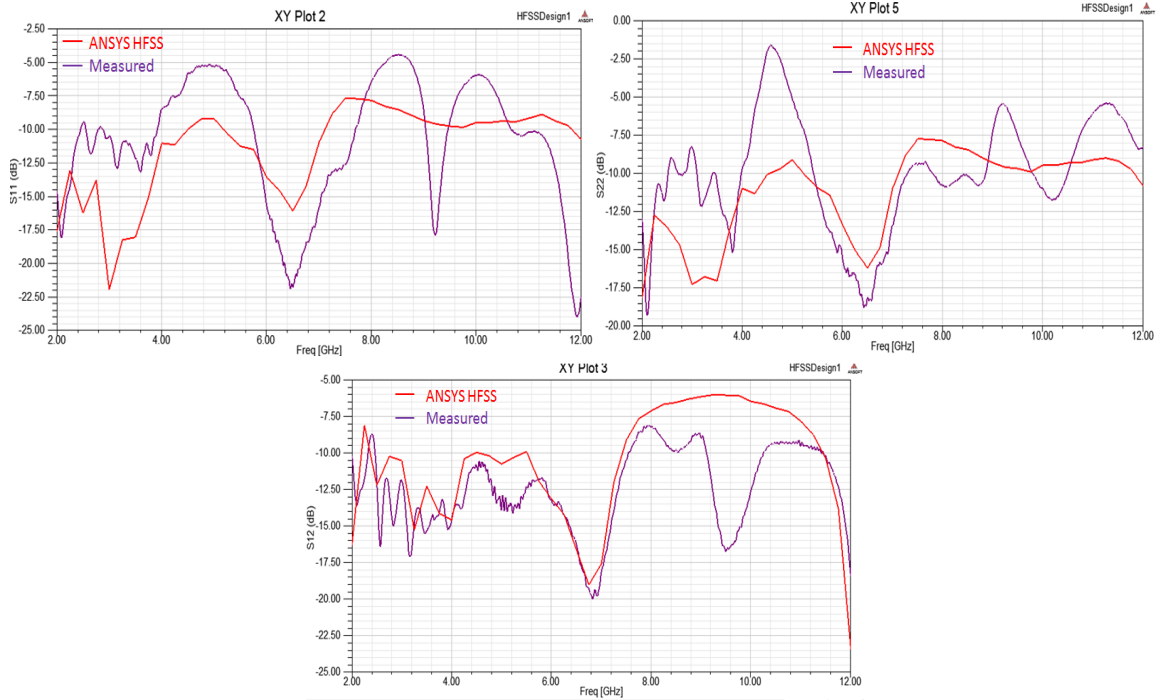 XY Plot 2
HFSSDesign1
ANSOFT
ANSYS HFSS
Measured
-2.50
-5.00
-7.50
-10.00
-12.50
-15.00
-17.50
-20.00
-22.50
-25.00
S11 (dB)
2.00 4.00 6.00 8.00 10.00 12.00
Freq [GHz]
XY Plot 5
HFSSDesign1
ANSOFT
ANSYS HFSS
Measured
0.00
-2.50
-5.00
-7.50
-10.00
-12.50
-15.00
-17.50
-20.00
S22 (dB)
2.00 4.00 6.00 8.00 10.00 12.00
Freq [GHz]
XY Plot 3
HFSSDesign1
ANSOFT
ANSYS HFSS
Measured
-5.00
-7.50
-10.00
-12.50
-15.00
-17.50
-20.00
-22.50
-25.00
S12 (dB)
2.00 4.00 6.00 8.00 10.00 12.00
Freq [GHz]